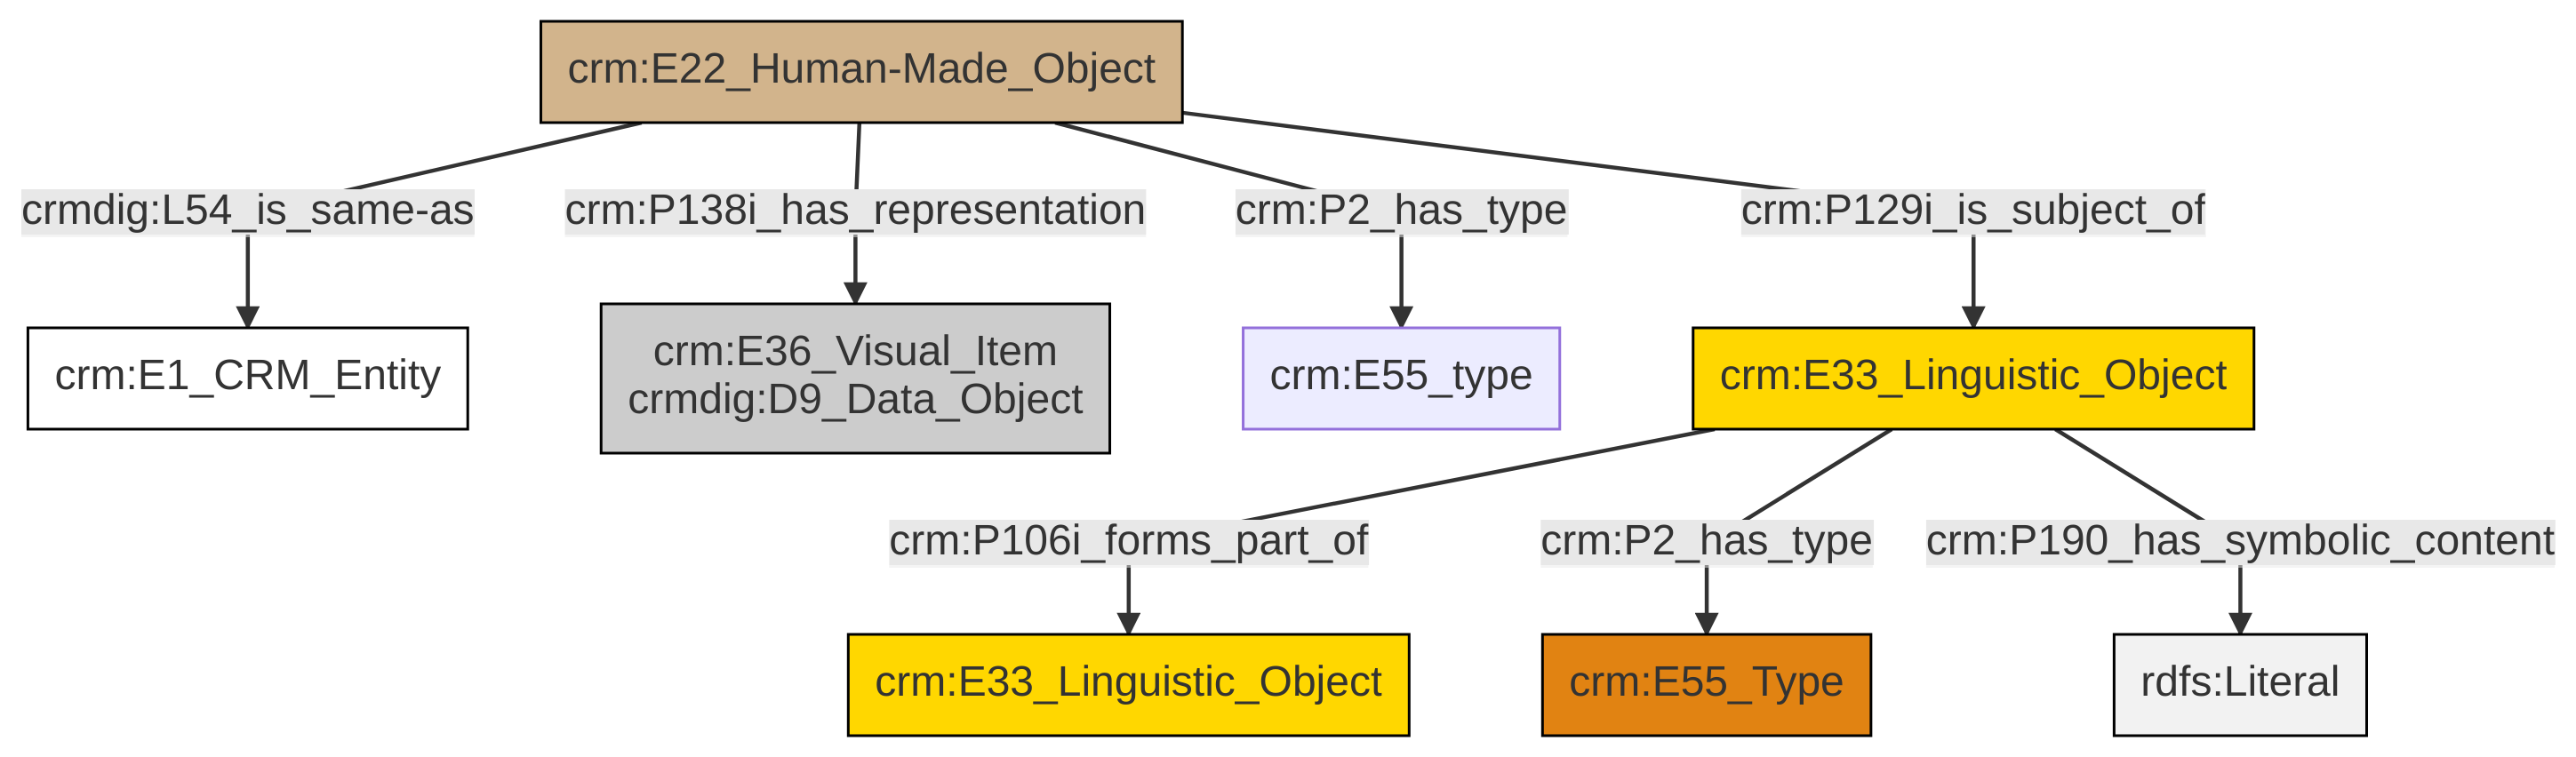 crm:E22_Human-Made_Object
crmdig:L54_is_same-as
crm:P138i_has_representation
crm:P2_has_type
crm:P129i_is_subject_of
crm:E1_CRM_Entity
crm:E36_Visual_Item
crmdig:D9_Data_Object
crm:E55_type
crm:E33_Linguistic_Object
crm:P106i_forms_part_of
crm:P2_has_type
crm:P190_has_symbolic_content
crm:E33_Linguistic_Object
crm:E55_Type
rdfs:Literal